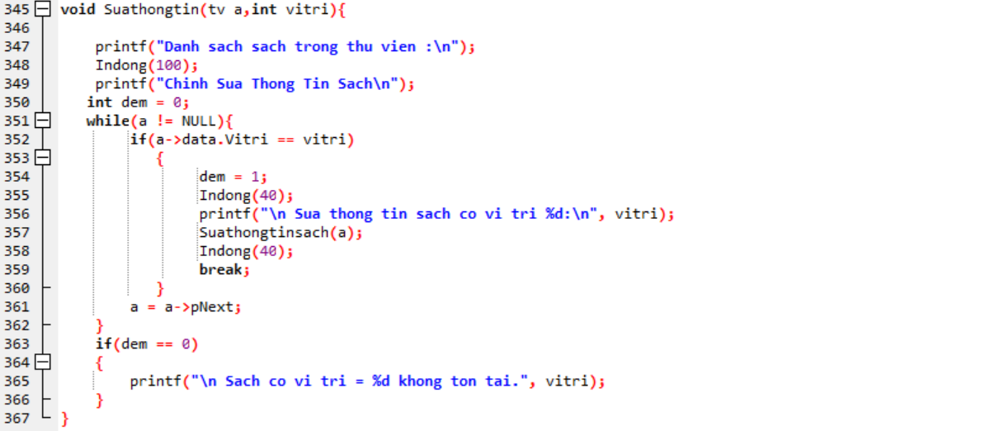 345 void Suathongtin(tv a,int vitri){
346
347 printf("Danh sach sach trong thu vien :\n");
348 Indong(100);
349 printf("Chinh Sua Thong Tin Sach\n");
350 int dem = 0;
351 while(a != NULL){
352 if(a->data.Vitri == vitri)
353 {
354 dem = 1;
355 Indong(40);
356 printf("\n Sua thong tin sach co vi tri %d:\n", vitri);
357 Suathongtinsach(a);
358 Indong(40);
359 break;
360 }
361 a = a->pNext;
362 }
363 if(dem == 0)
364 {
365 printf("\n Sach co vi tri = %d khong ton tai.", vitri);
366 }
367 }